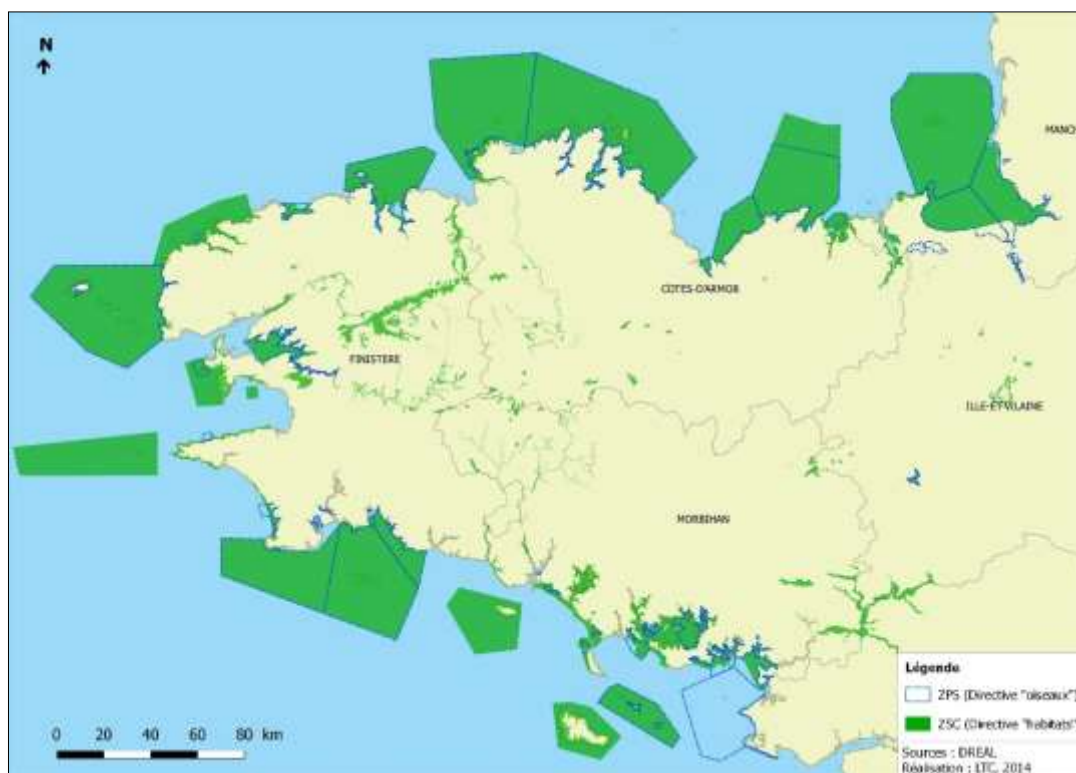 N
MANC
COTES-D'ARMOR
FINISTERE
ILLE-ET-VILAINE
MORBIHAN
Légende
ZPS (Directive "oiseaux")
ZSC (Directive "habitats"
Sources : DREAL
Réalisation : LTC, 2014
0 20 40 60 80 km